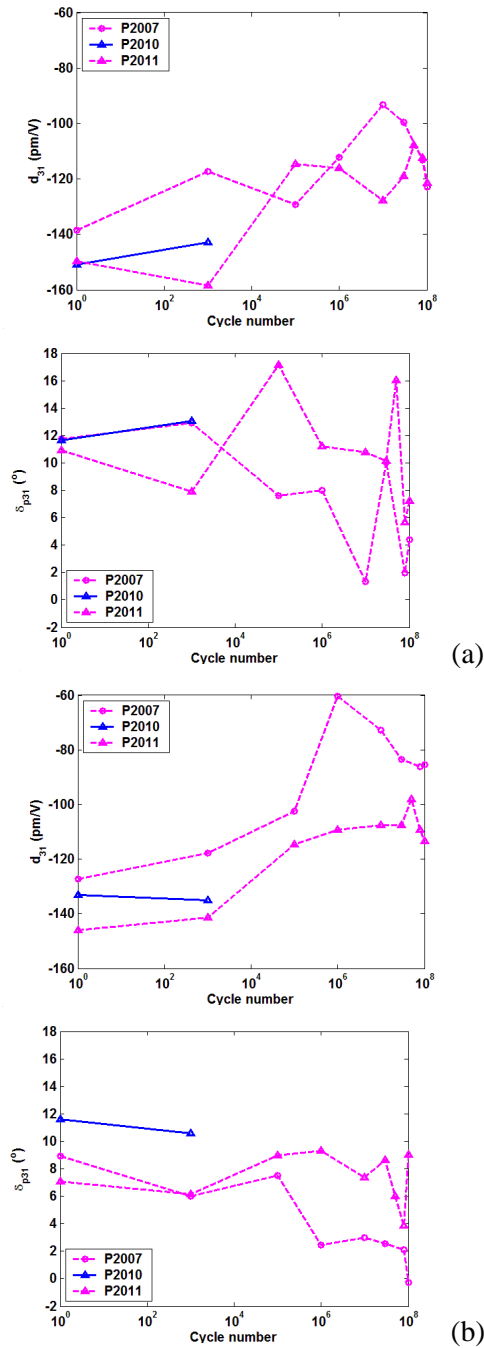 -60
-80
-100
-120
-140
-160
d31 (pm/V)
P2007
P2010
P2011
10^0
10^2
10^4
10^6
10^8
Cycle number
18
16
14
12
10
8
6
4
2
0
-2
δp31 (°)
P2007
P2010
P2011
10^0
10^2
10^4
10^6
10^8
Cycle number
(a)
-60
-80
-100
-120
-140
-160
d31 (pm/V)
P2007
P2010
P2011
10^0
10^2
10^4
10^6
10^8
Cycle number
18
16
14
12
10
8
6
4
2
0
-2
δp31 (°)
P2007
P2010
P2011
10^0
10^2
10^4
10^6
10^8
Cycle number
(b)